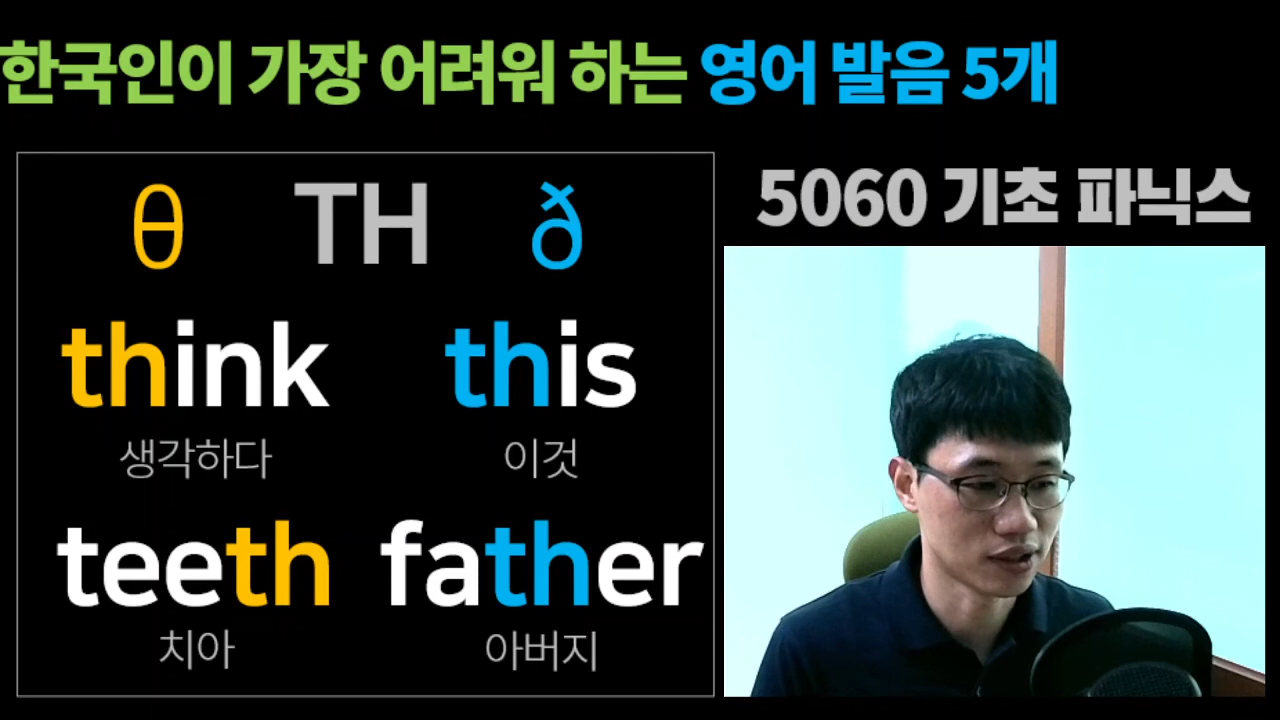 한국인이 가장 어려워 하는 영어 발음 5개
5060 기초 파닉스
θ TH ð
think this
생각하다 이것
teeth father
치아 아버지